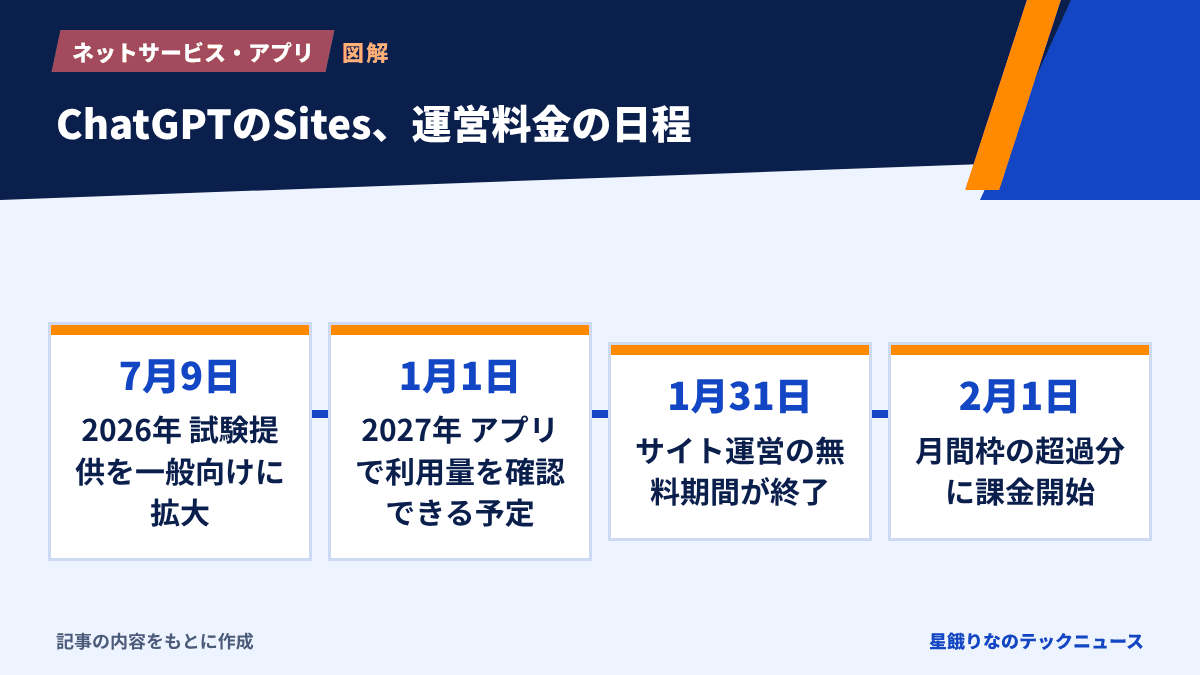 ネットサービス・アプリ 図解
ChatGPTのSites、運営料金の日程
7月9日
2026年 試験提
供を一般向けに
拡大
1月1日
2027年 アプリ
で利用量を確認
できる予定
1月31日
サイト運営の無
料期間が終了
2月1日
月間枠の超過分
に課金開始
記事の内容をもとに作成
星餓りなのテックニュース